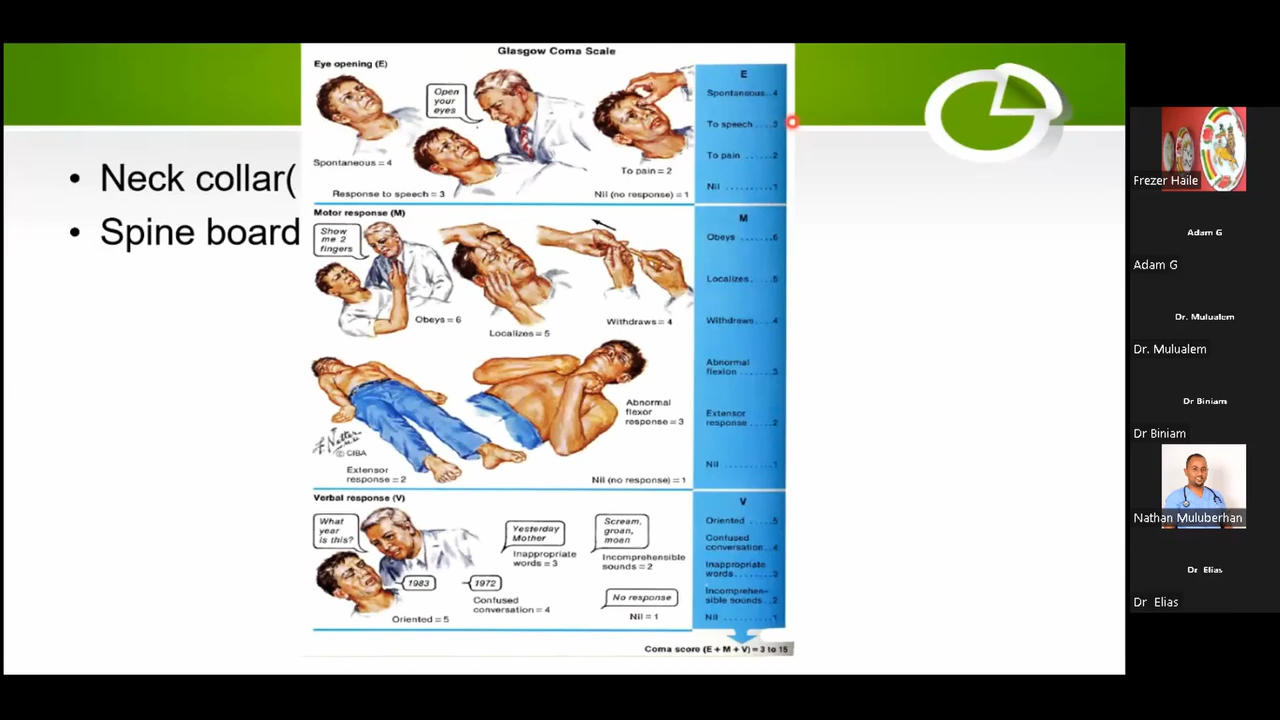 Glasgow Coma Scale
Eye opening (E)
Open
your
eyes
Spontaneous = 4
To pain = 2
Response to speech = 3
Nil (no response) = 1
E
Spontaneous..4
To speech ....3
To pain ......2
Nil ..........1
• Neck collar(
• Spine board
Motor response (M)
Show
me 2
fingers
Obeys = 6
Localizes = 5
Withdraws = 4
Abnormal
flexor
response = 3
F. Netter
© CIBA
Extensor
response = 2
Nil (no response) = 1
M
Obeys .......6
Localizes.....5
Withdraws...4
Abnormal
flexion .......3
Extensor
response ....2
Nil ..........1
Verbal response (V)
What
year
is this?
Yesterday
Mother
Scream,
groan,
moan
Inappropriate
words = 3
Incomprehensible
sounds = 2
1983
1972
Confused
conversation = 4
No response
Oriented = 5
Nil = 1
V
Oriented ....5
Confused
conversation..4
Inappropriate
words........3
Incomprehen-
sible sounds..2
Nil ..........1
Coma score (E + M + V) = 3 to 15
Frezer Haile
Adam G
Adam G
Dr. Mulualem
Dr. Mulualem
Dr Biniam
Dr Biniam
Nathan Muluberhan
Dr Elias
Dr Elias